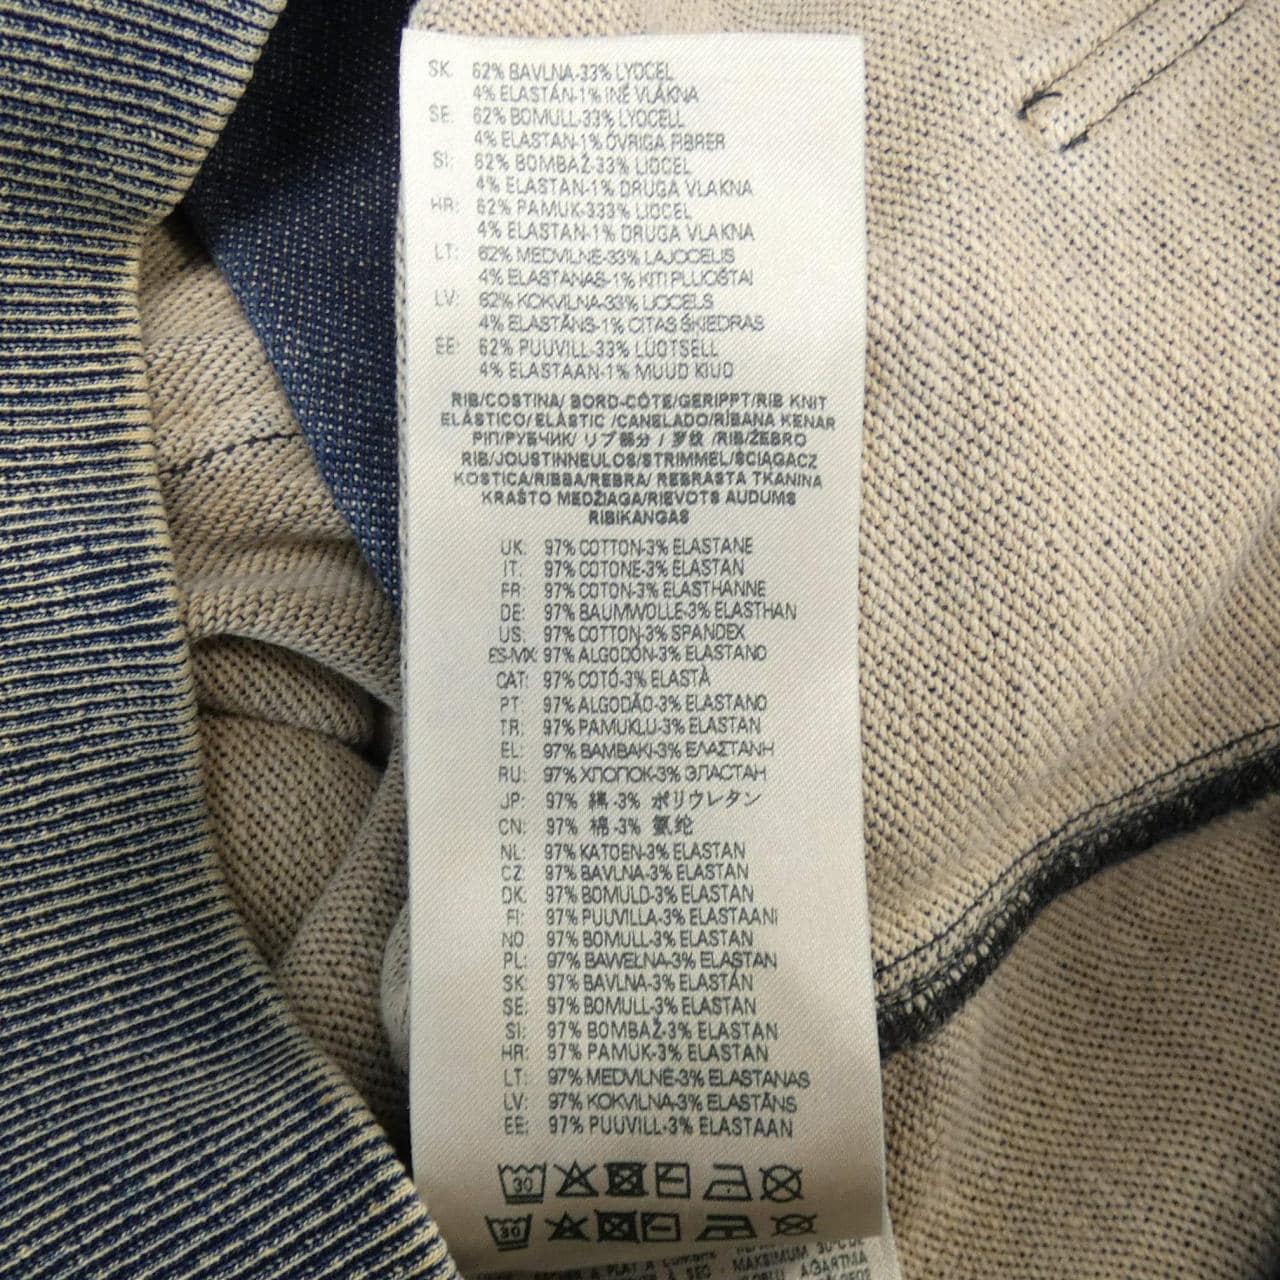 SK: 62% BAVLNA-33% LYOCEL
4% ELASTÁN-1% INÉ VLÁKNA
SE: 62% BOMULL-33% LYOCELL
4% ELASTAN-1% ÖVRIGA FIBRER
SI: 62% BOMBAŽ-33% LIOCEL
4% ELASTAN-1% DRUGA VLAKNA
HR: 62% PAMUK-333% LIOCEL
4% ELASTAN-1% DRUGA VLAKNA
LT: 62% MEDVILNĖ-33% LAJOCELIS
4% ELASTANAS-1% KITI PLUOŠTAI
LV: 62% KOKVILNA-33% LIOCELS
4% ELASTĀNS-1% CITAS ŠĶIEDRAS
EE: 62% PUUVILL-33% LÜOTSELL
4% ELASTAAN-1% MUUD KIUD
RIB/COSTINA/ BORD-CÔTE/GERIPPT/RIB KNIT
ELÁSTICO/ELÀSTIC /CANELADO/RİBANA KENAR
ΡΙΠ/РУБЧИК/ リブ部分 / 罗纹 /RIB/ŽEBRO
RIB/JOUSTINNEULOS/STRIMMEL/ŚCIĄGACZ
KOSTICA/RIBBA/REBRA/ REBRASTA TKANINA
KRAŠTO MEDŽIAGA/RIEVOTS AUDUMS
RIBIKANGAS
UK: 97% COTTON-3% ELASTANE
IT: 97% COTONE-3% ELASTAN
FR: 97% COTON-3% ELASTHANNE
DE: 97% BAUMWOLLE-3% ELASTHAN
US: 97% COTTON-3% SPANDEX
ES-MX: 97% ALGODÓN-3% ELASTANO
CAT: 97% COTÓ-3% ELASTÀ
PT: 97% ALGODÃO-3% ELASTANO
TR: 97% PAMUKLU-3% ELASTAN
EL: 97% ΒΑΜΒΑΚΙ-3% ΕΛΑΣΤΑΝΗ
RU: 97% ХЛОПОК-3% ЭЛАСТАН
JP: 97% 綿 -3% ポリウレタン
CN: 97% 棉 -3% 氨纶
NL: 97% KATOEN-3% ELASTAN
CZ: 97% BAVLNA-3% ELASTAN
DK: 97% BOMULD-3% ELASTAN
FI: 97% PUUVILLA-3% ELASTAANI
NO: 97% BOMULL-3% ELASTAN
PL: 97% BAWEŁNA-3% ELASTAN
SK: 97% BAVLNA-3% ELASTÁN
SE: 97% BOMULL-3% ELASTAN
SI: 97% BOMBAŽ-3% ELASTAN
HR: 97% PAMUK-3% ELASTAN
LT: 97% MEDVILNĖ-3% ELASTANAS
LV: 97% KOKVILNA-3% ELASTĀNS
EE: 97% PUUVILL-3% ELASTAAN
30
30
MAKSIMUM 30°C DE